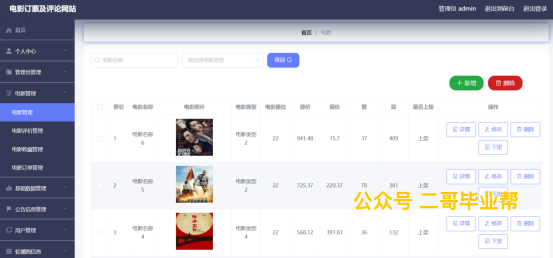 电影订票及评论网站
管理员 admin 退出到前台 退出登录
首页
个人中心
管理员管理
电影管理
电影管理
电影评价管理
电影收藏管理
电影订单管理
基础数据管理
公告信息管理
用户管理
轮播图信息
首页 / 电影
电影名称
请选择电影类型
查询
+ 新增
删除
索引 电影名称 电影照片 电影类型 电影座位 原价 现价 赞 踩 是否上架 操作
1 电影名称6 电影类型2 22 941.48 15.7 37 409 上架 详情 修改 删除 下架
2 电影名称5 电影类型2 22 725.37 220.37 78 381 上架 详情 修改 删除
3 电影名称4 电影类型2 22 568.12 391.81 36 132 上架 详情 修改 删除 下架
公众号 二哥毕业帮